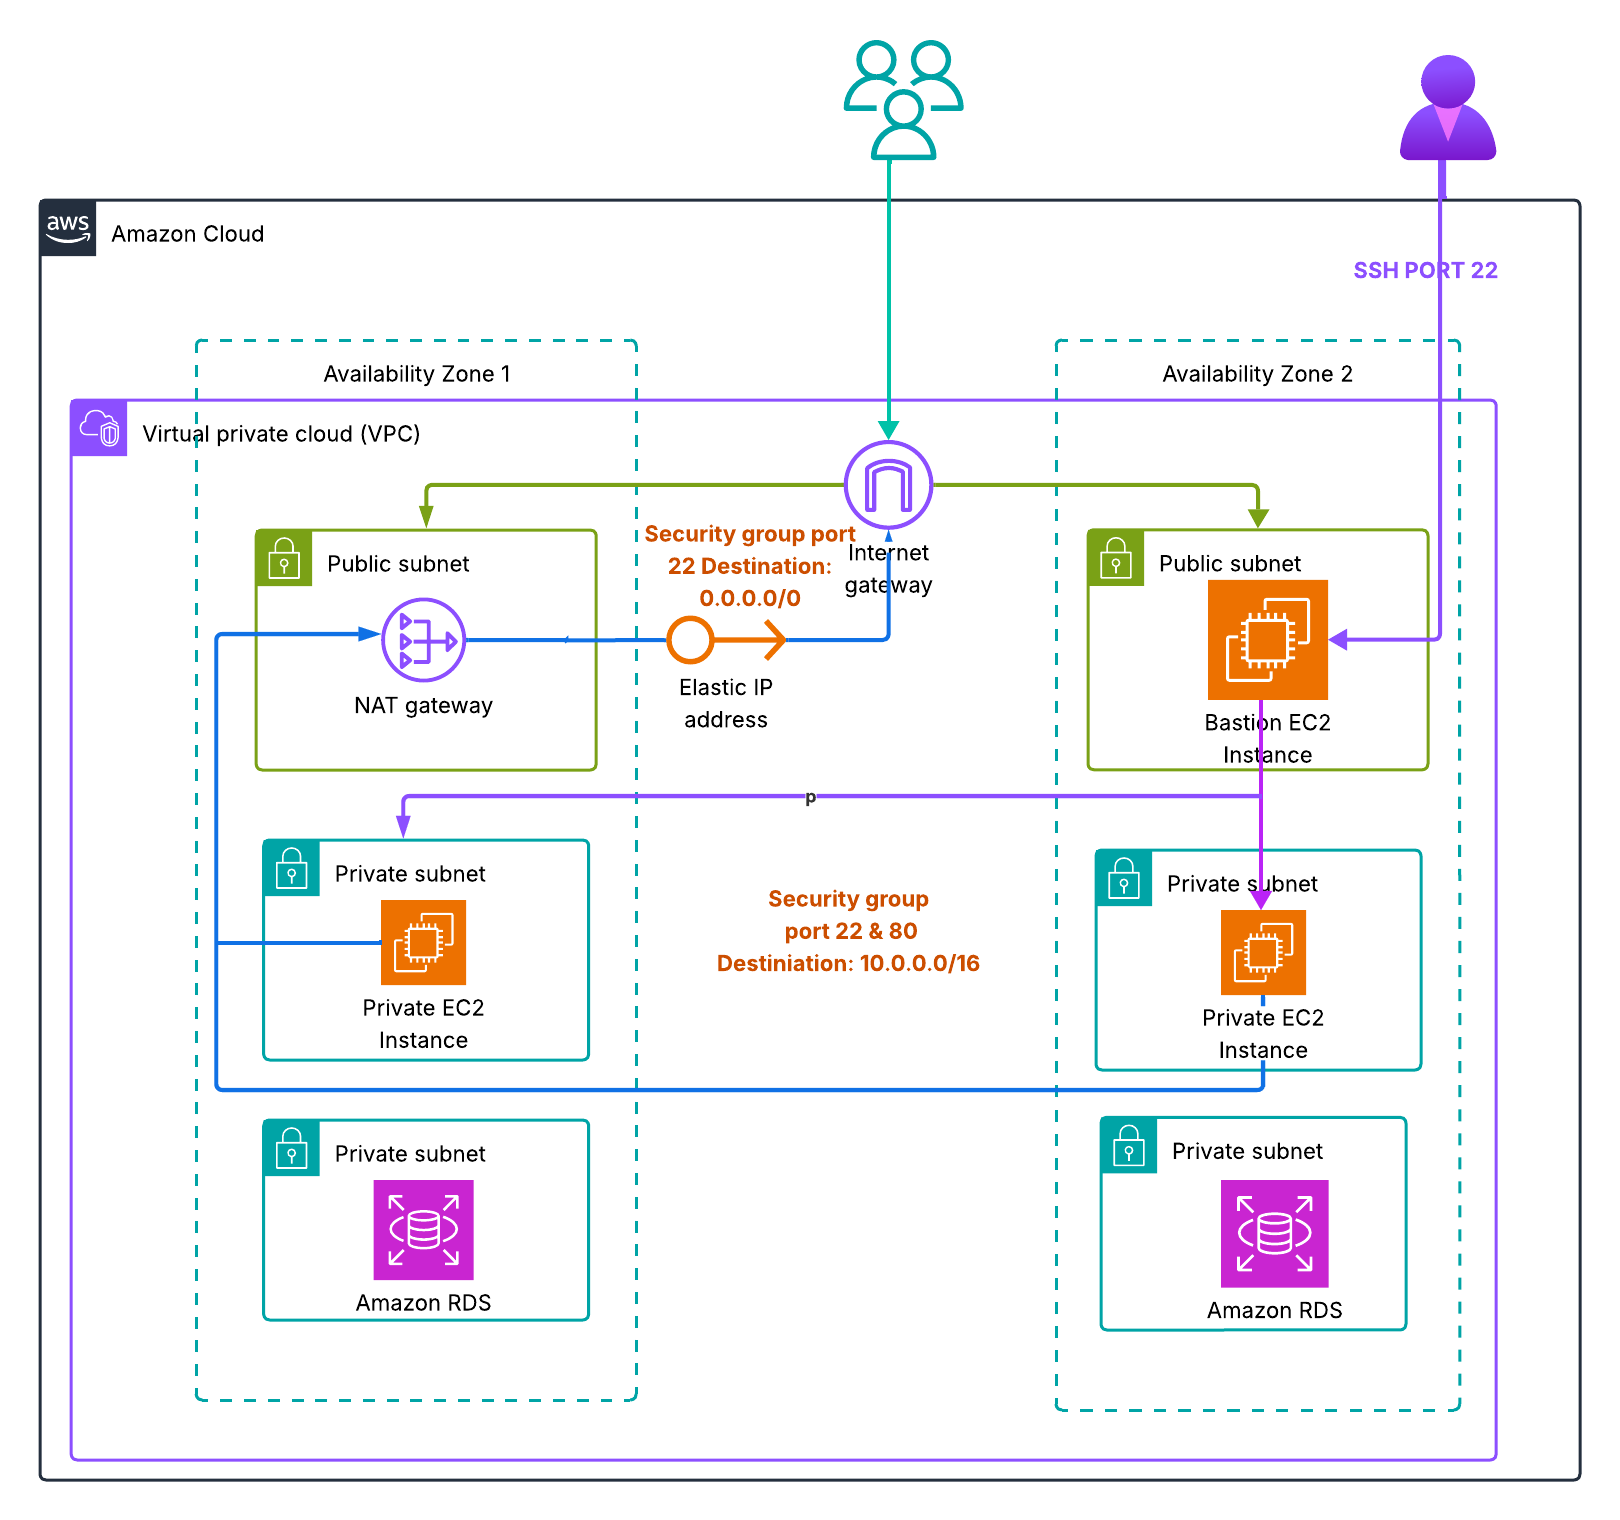 aws
Amazon Cloud
SSH PORT 22
Availability Zone 1
Availability Zone 2
Virtual private cloud (VPC)
Security group port
22 Destination:
0.0.0.0/0
Internet
gateway
Public subnet
NAT gateway
Elastic IP
address
Public subnet
Bastion EC2
Instance
p
Private subnet
Private EC2
Instance
Security group
port 22 & 80
Destiniation: 10.0.0.0/16
Private subnet
Private EC2
Instance
Private subnet
Amazon RDS
Private subnet
Amazon RDS